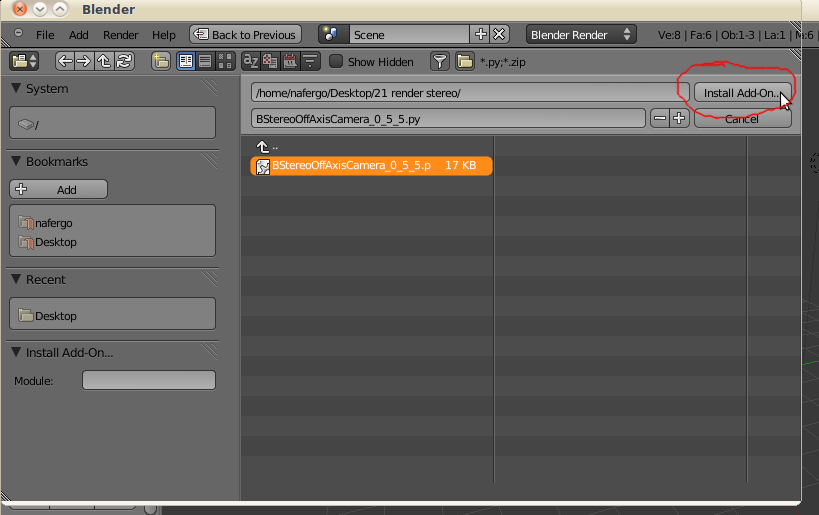 Blender
File Add Render Help Back to Previous Scene Blender Render Ve:8 | Fa:6 | Ob:1-3 | La:1 | M:6
Show Hidden *.py;*.zip
System
/
Bookmarks
Add
nafergo
Desktop
Recent
Desktop
Install Add-On...
Module:
/home/nafergo/Desktop/21 render stereo/
Install Add-On...
BStereoOffAxisCamera_0_5_5.py
Cancel
..
BStereoOffAxisCamera_0_5_5.p 17 KB